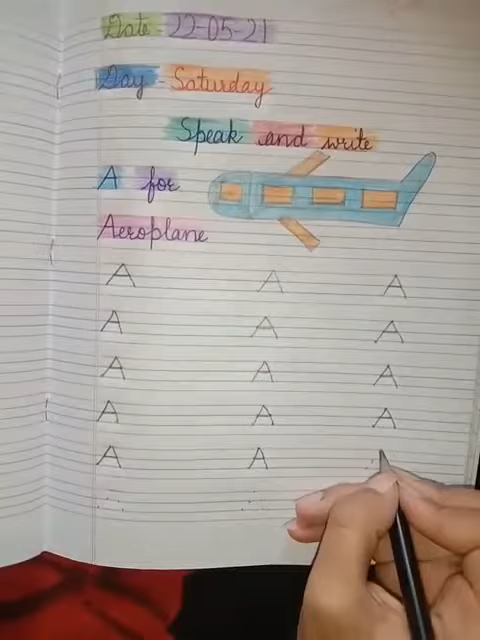 Date - 22-05-21
Day - Saturday
Speak and write
A for
Aeroplane
A A A
A A A
A A A
A A A
A A